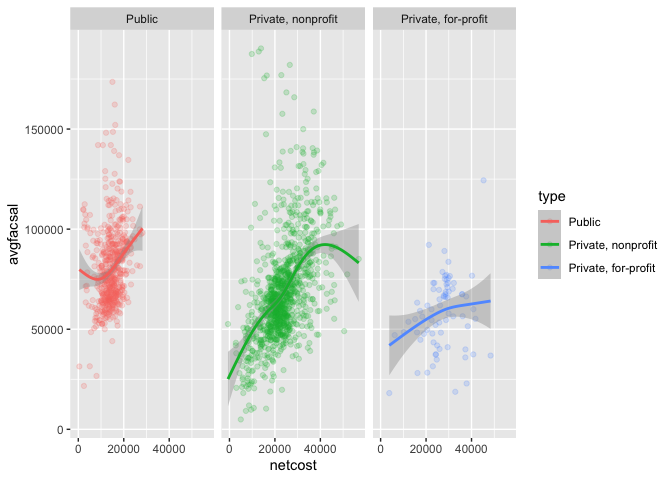 Public Private, nonprofit Private, for-profit
150000
100000
50000
0
avgfacsal
0 20000 40000 0 20000 40000 0 20000 40000
netcost
type
Public
Private, nonprofit
Private, for-profit